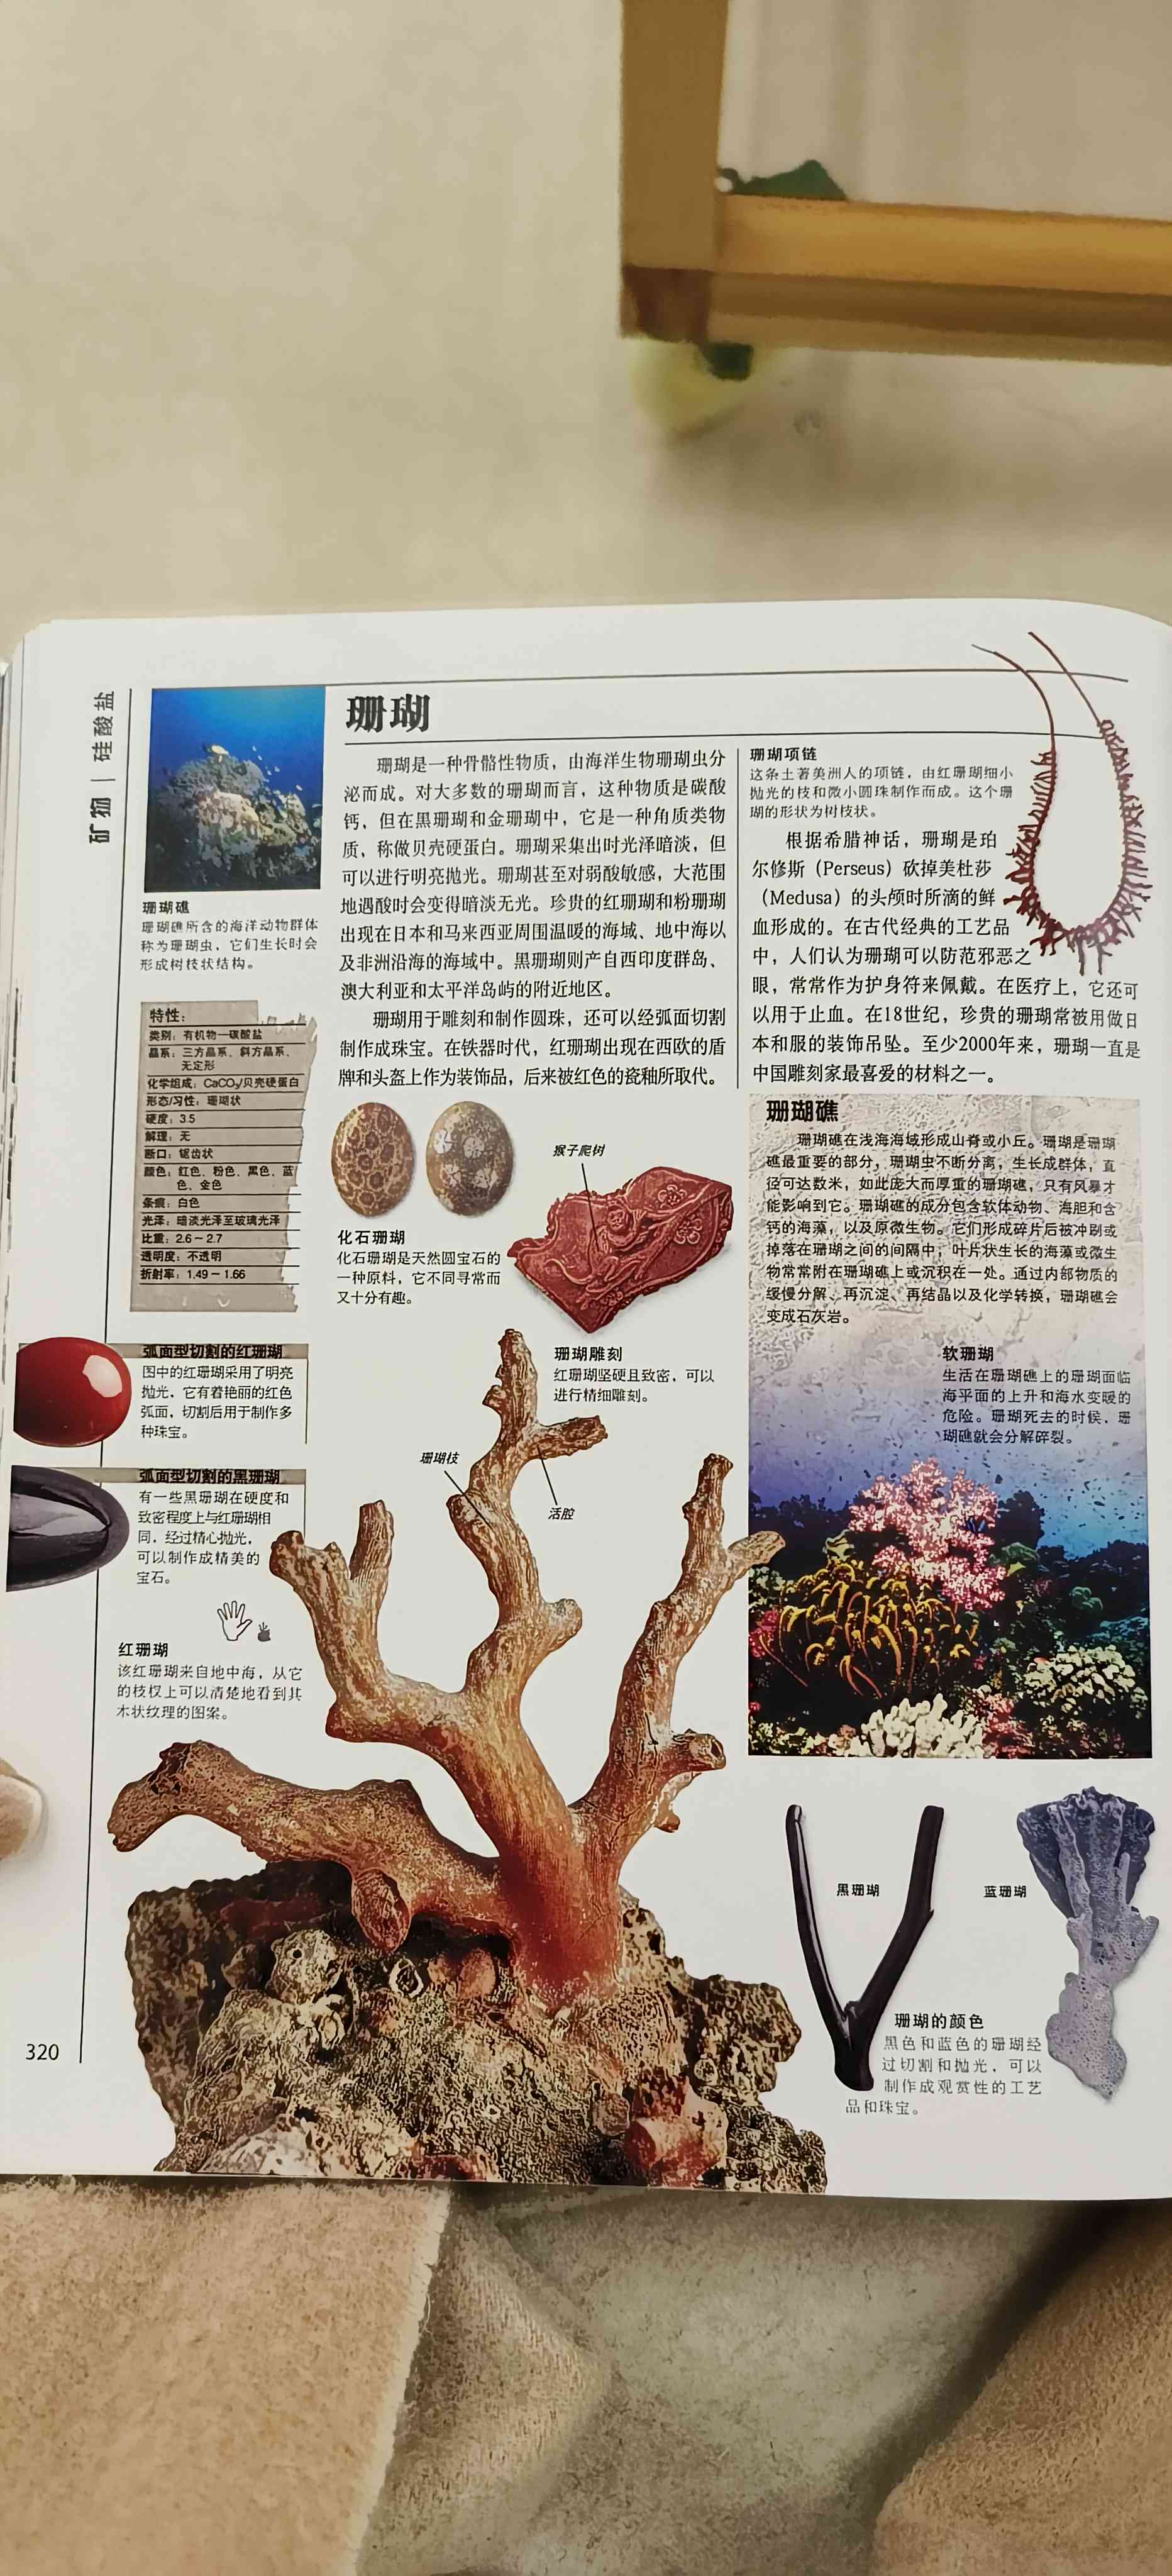 矿物 | 硅酸盐
珊瑚
珊瑚礁
珊瑚礁所含的海洋动物群体
称为珊瑚虫，它们生长时会
形成树枝状结构。
特性：
类别：有机物—碳酸盐
晶系：三方晶系、斜方晶系、
无定形
化学组成：CaCO₃/贝壳硬蛋白
形态/习性：珊瑚状
硬度：3.5
解理：无
断口：锯齿状
颜色：红色、粉色、黑色、蓝
色、金色
条痕：白色
光泽：暗淡光泽至玻璃光泽
比重：2.6－2.7
透明度：不透明
折射率：1.49－1.66
弧面型切割的红珊瑚
图中的红珊瑚采用了明亮
抛光，它有着艳丽的红色
弧面，切割后用于制作多
种珠宝。
弧面型切割的黑珊瑚
有一些黑珊瑚在硬度和
致密程度上与红珊瑚相
同，经过精心抛光，
可以制作成精美的
宝石。
红珊瑚
该红珊瑚来自地中海，从它
的枝杈上可以清楚地看到其
木状纹理的图案。
珊瑚是一种骨骼性物质，由海洋生物珊瑚虫分
泌而成。对大多数的珊瑚而言，这种物质是碳酸
钙，但在黑珊瑚和金珊瑚中，它是一种角质类物
质，称做贝壳硬蛋白。珊瑚采集出时光泽暗淡，但
可以进行明亮抛光。珊瑚甚至对弱酸敏感，大范围
地遇酸时会变得暗淡无光。珍贵的红珊瑚和粉珊瑚
出现在日本和马来西亚周围温暖的海域、地中海以
及非洲沿海的海域中。黑珊瑚则产自西印度群岛、
澳大利亚和太平洋岛屿的附近地区。
珊瑚用于雕刻和制作圆珠，还可以经弧面切割
制作成珠宝。在铁器时代，红珊瑚出现在西欧的盾
牌和头盔上作为装饰品，后来被红色的瓷釉所取代。
化石珊瑚
化石珊瑚是天然圆宝石的
一种原料，它不同寻常而
又十分有趣。
猴子爬树
珊瑚雕刻
红珊瑚坚硬且致密，可以
进行精细雕刻。
珊瑚枝
活腔
珊瑚项链
这条土著美洲人的项链，由红珊瑚细小
抛光的枝和微小圆珠制作而成。这个珊
瑚的形状为树枝状。
根据希腊神话，珊瑚是珀
尔修斯（Perseus）砍掉美杜莎
（Medusa）的头颅时所滴的鲜
血形成的。在古代经典的工艺品
中，人们认为珊瑚可以防范邪恶之
眼，常常作为护身符来佩戴。在医疗上，它还可
以用于止血。在18世纪，珍贵的珊瑚常被用做日
本和服的装饰吊坠。至少2000年来，珊瑚一直是
中国雕刻家最喜爱的材料之一。
珊瑚礁
珊瑚礁在浅海海域形成山脊或小丘。珊瑚是珊瑚
礁最重要的部分，珊瑚虫不断分离，生长成群体，直
径可达数米，如此庞大而厚重的珊瑚礁，只有风暴才
能影响到它。珊瑚礁的成分包含软体动物、海胆和含
钙的海藻，以及原微生物。它们形成碎片后被冲刷或
掉落在珊瑚之间的间隔中；叶片状生长的海藻或微生
物常常附在珊瑚礁上或沉积在一处。通过内部物质的
缓慢分解、再沉淀、再结晶以及化学转换，珊瑚礁会
变成石灰岩。
软珊瑚
生活在珊瑚礁上的珊瑚面临
海平面的上升和海水变暖的
危险。珊瑚死去的时候，珊
瑚礁就会分解碎裂。
黑珊瑚
蓝珊瑚
珊瑚的颜色
黑色和蓝色的珊瑚经
过切割和抛光，可以
制作成观赏性的工艺
品和珠宝。
320